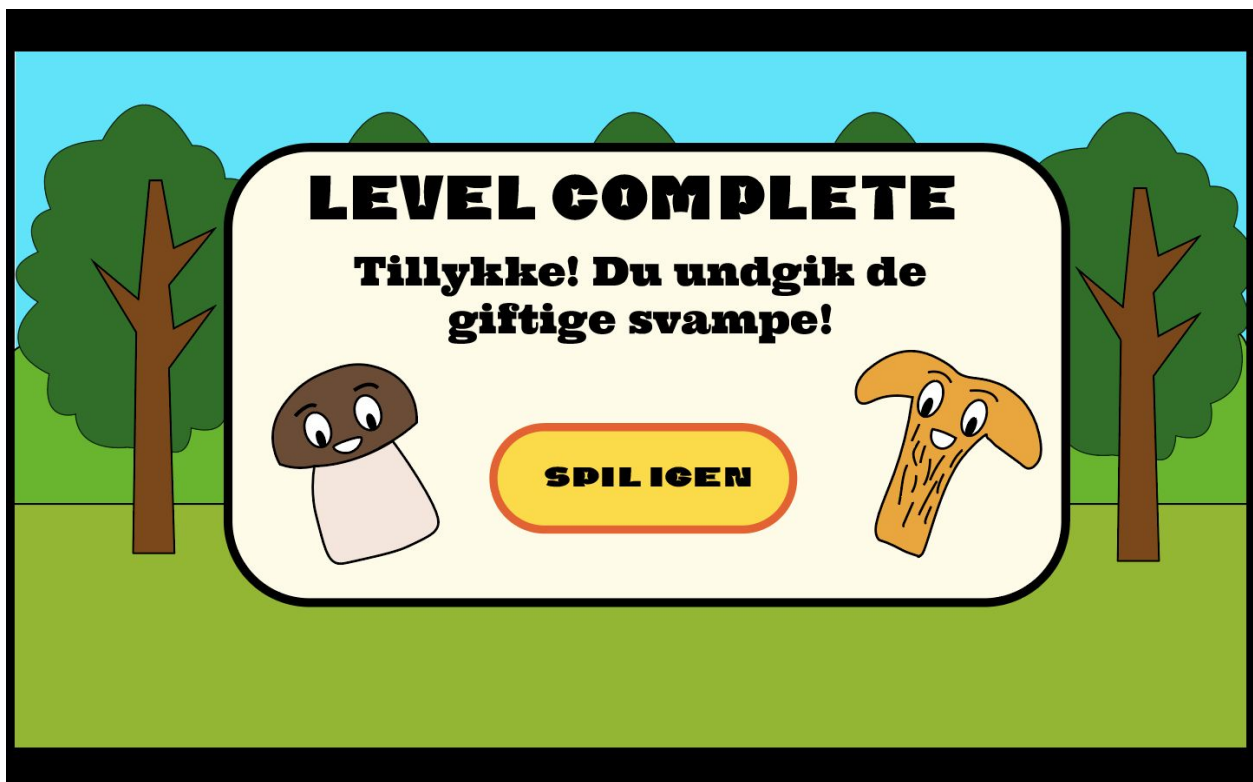 LEVEL COMPLETE
Tillykke! Du undgik de
giftige svampe!
SPIL IGEN